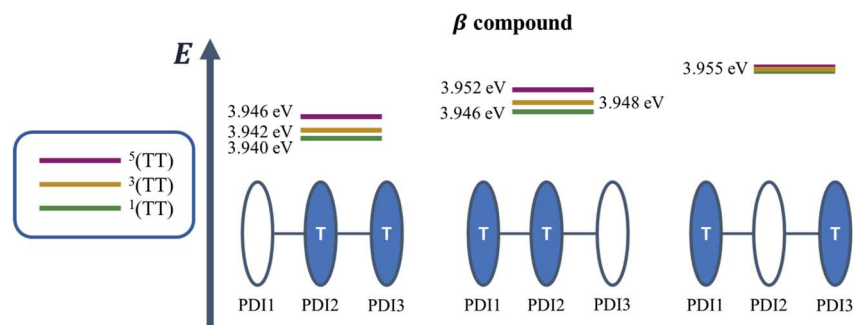 β compound
E
⁵(TT)
³(TT)
¹(TT)
3.946 eV
3.942 eV
3.940 eV
T T
PDI1 PDI2 PDI3
3.952 eV
3.948 eV
3.946 eV
T T
PDI1 PDI2 PDI3
3.955 eV
T T
PDI1 PDI2 PDI3